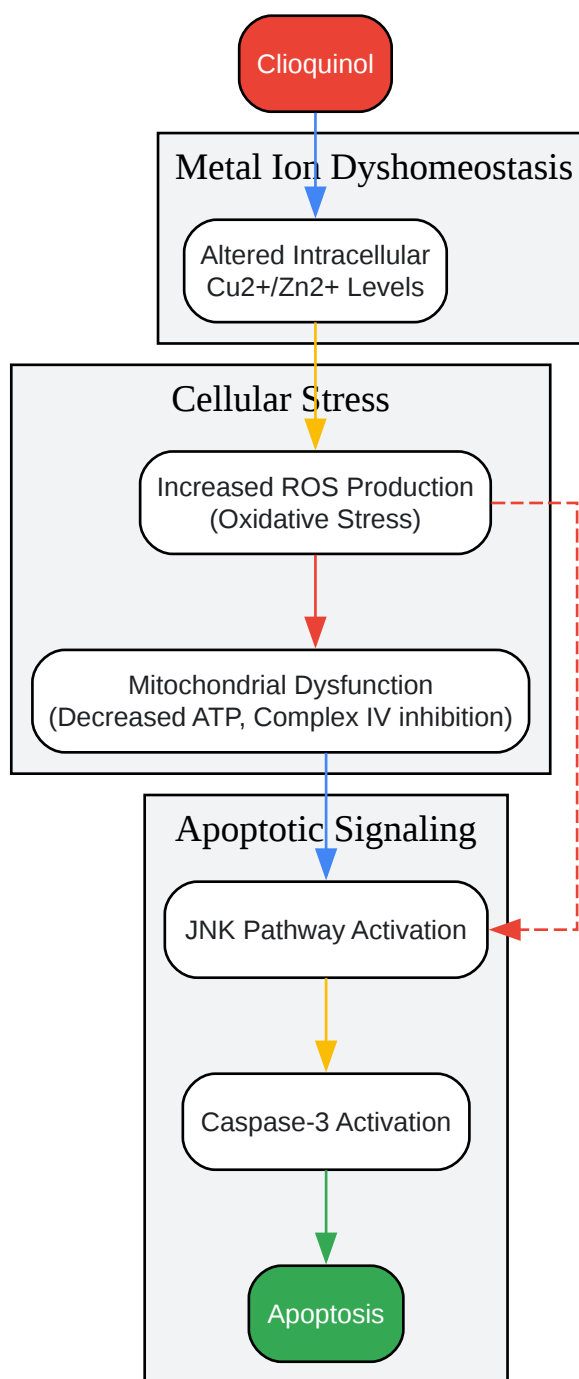 Clioquinol
Metal Ion Dyshomeostasis
Altered Intracellular
Cu2+/Zn2+ Levels
Cellular Stress
Increased ROS Production
(Oxidative Stress)
Mitochondrial Dysfunction
(Decreased ATP, Complex IV inhibition)
Apoptotic Signaling
JNK Pathway Activation
Caspase-3 Activation
Apoptosis